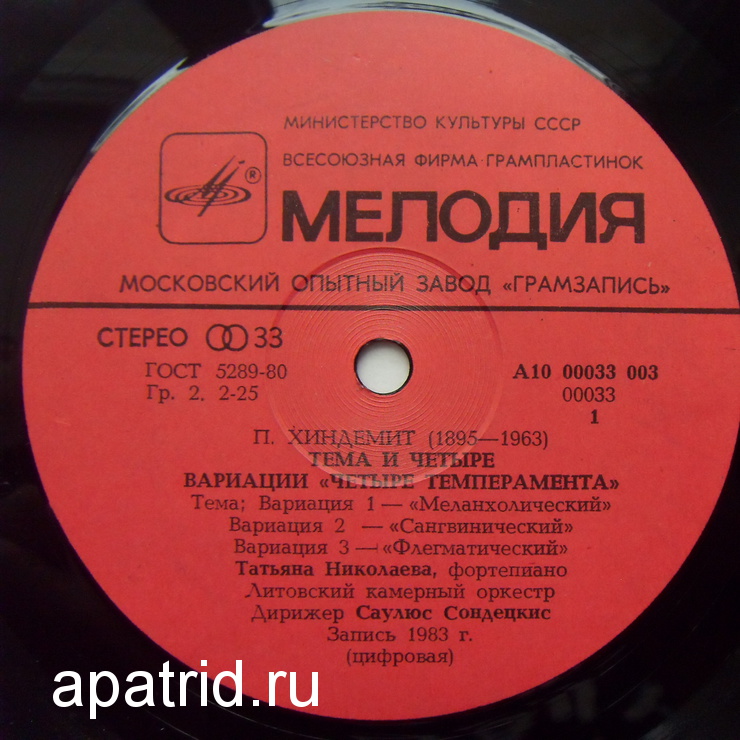 МИНИСТЕРСТВО КУЛЬТУРЫ СССР
ВСЕСОЮЗНАЯ ФИРМА ГРАМПЛАСТИНОК
®
МЕЛОДИЯ
МОСКОВСКИЙ ОПЫТНЫЙ ЗАВОД «ГРАМЗАПИСЬ»
СТЕРЕО 33
ГОСТ 5289-80
Гр. 2. 2-25
А10 00033 003
00033
1
П. ХИНДЕМИТ (1895—1963)
ТЕМА И ЧЕТЫРЕ
ВАРИАЦИИ «ЧЕТЫРЕ ТЕМПЕРАМЕНТА»
Тема; Вариация 1 — «Меланхолический»
Вариация 2 — «Сангвинический»
Вариация 3 — «Флегматический»
Татьяна Николаева, фортепиано
Литовский камерный оркестр
Дирижер Саулюс Сондецкис
Запись 1983 г.
(цифровая)
apatrid.ru